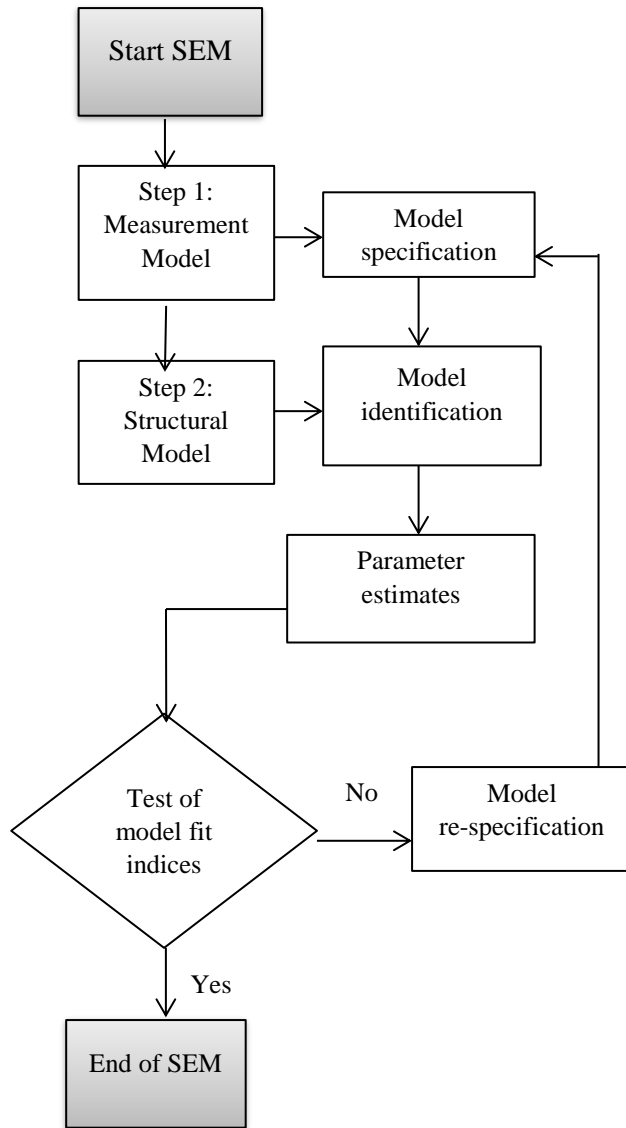 Start SEM
Step 1:
Measurement
Model
Model
specification
Step 2:
Structural
Model
Model
identification
Parameter
estimates
Test of
model fit
indices
No
Model
re-specification
Yes
End of SEM